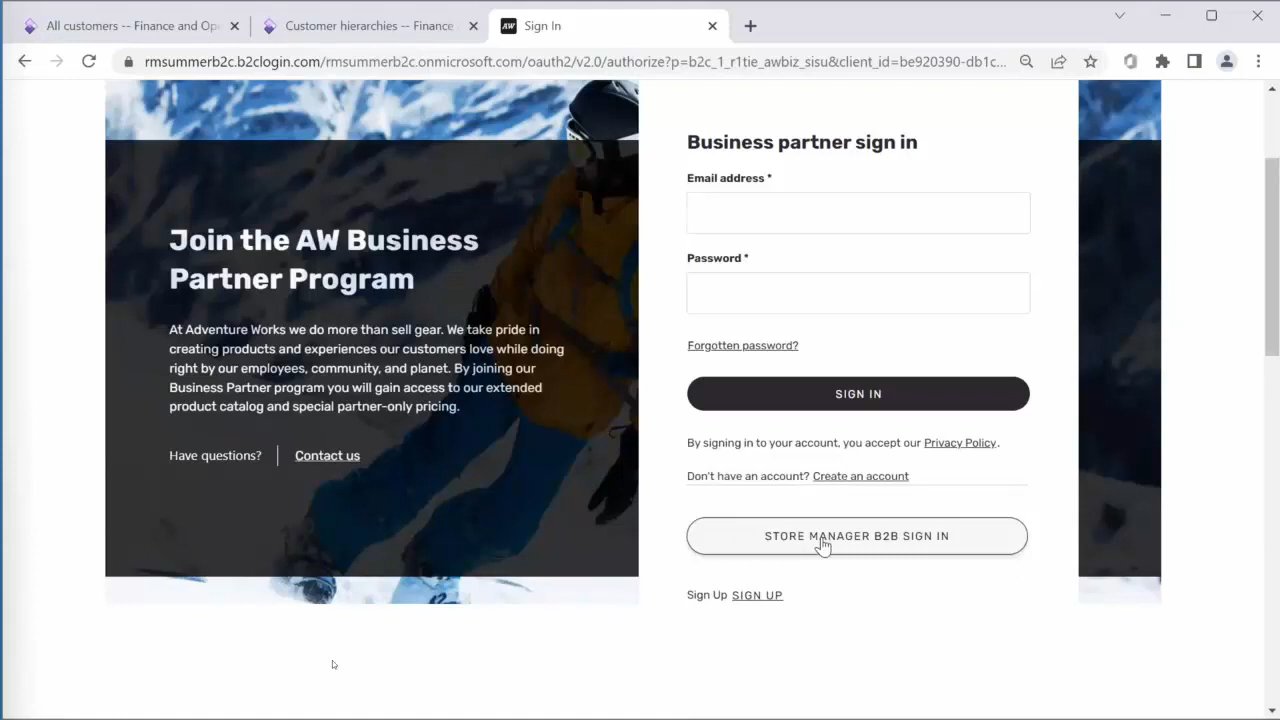 All customers -- Finance and Op
Customer hierarchies -- Finance
AW
Sign In
rmsummerb2c.b2clogin.com/rmsummerb2c.onmicrosoft.com/oauth2/v2.0/authorize?p=b2c_1_r1tie_awbiz_sisu&client_id=be920390-db1c...
Join the AW Business
Partner Program
At Adventure Works we do more than sell gear. We take pride in
creating products and experiences our customers love while doing
right by our employees, community, and planet. By joining our
Business Partner program you will gain access to our extended
product catalog and special partner-only pricing.
Have questions?
Contact us
Business partner sign in
Email address *
Password *
Forgotten password?
SIGN IN
By signing in to your account, you accept our Privacy Policy.
Don't have an account? Create an account
STORE MANAGER B2B SIGN IN
Sign Up SIGN UP